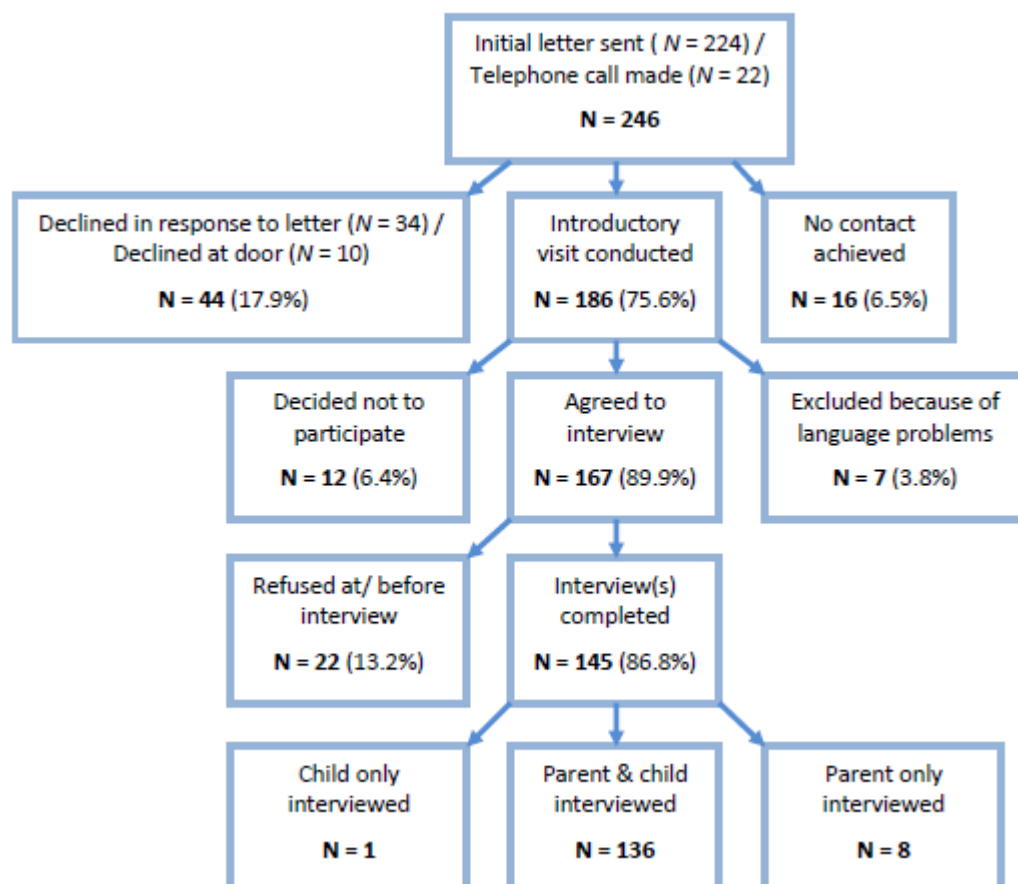 Initial letter sent ( N = 224) /
Telephone call made (N = 22)
N = 246
Declined in response to letter (N = 34) /
Declined at door (N = 10)
N = 44 (17.9%)
Introductory
visit conducted
N = 186 (75.6%)
No contact
achieved
N = 16 (6.5%)
Decided not to
participate
N = 12 (6.4%)
Agreed to
interview
N = 167 (89.9%)
Excluded because of
language problems
N = 7 (3.8%)
Refused at/ before
interview
N = 22 (13.2%)
Interview(s)
completed
N = 145 (86.8%)
Child only
interviewed
N = 1
Parent & child
interviewed
N = 136
Parent only
interviewed
N = 8